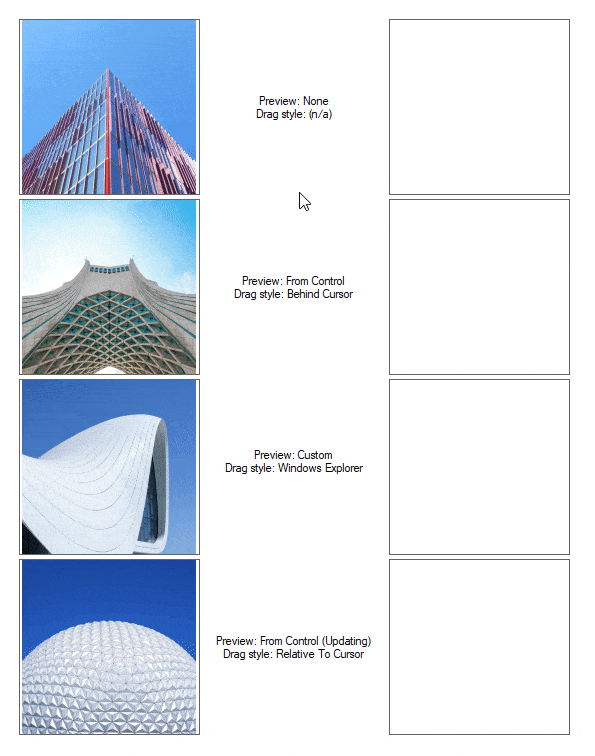 Preview: None
Drag style: (n/a)
Preview: From Control
Drag style: Behind Cursor
Preview: Custom
Drag style: Windows Explorer
Preview: From Control (Updating)
Drag style: Relative To Cursor